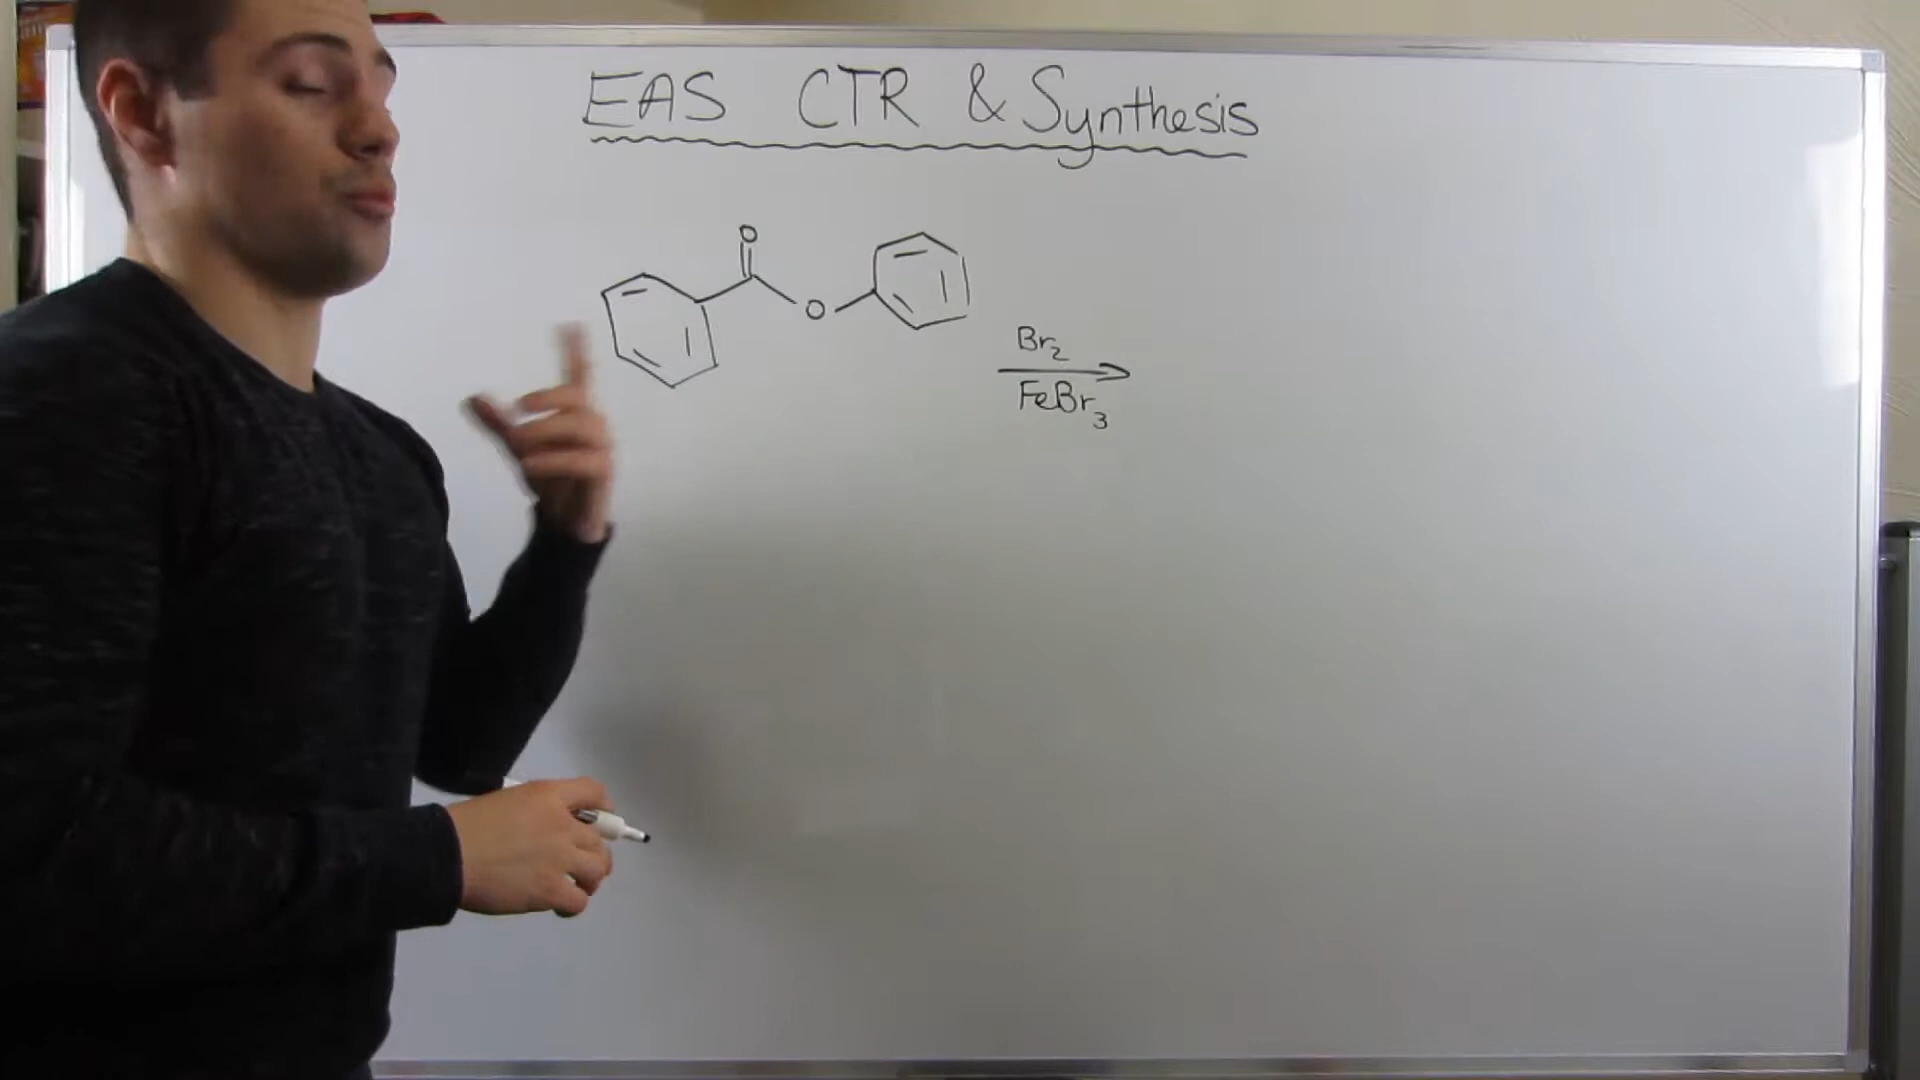 EAS CTR & Synthesis
O
O
Br2
FeBr3